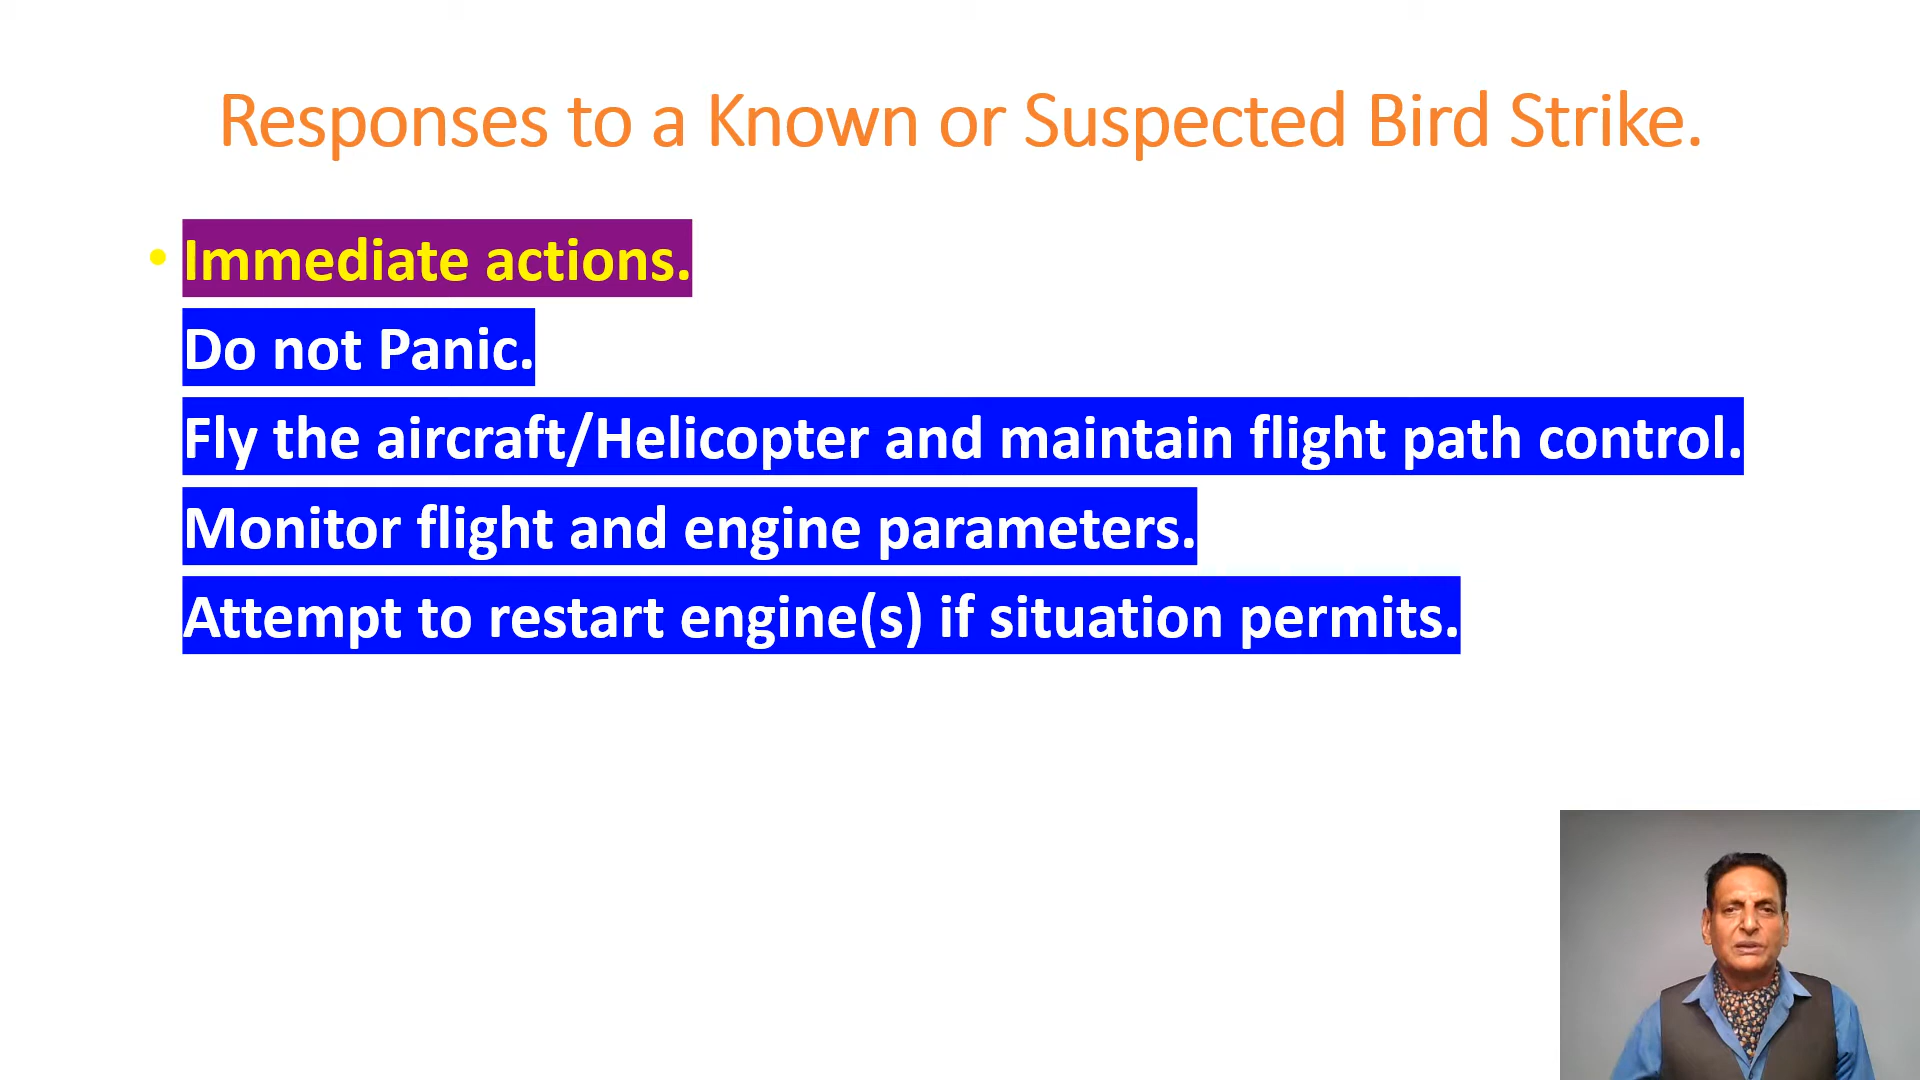 Responses to a Known or Suspected Bird Strike.
• Immediate actions.
Do not Panic.
Fly the aircraft/Helicopter and maintain flight path control.
Monitor flight and engine parameters.
Attempt to restart engine(s) if situation permits.